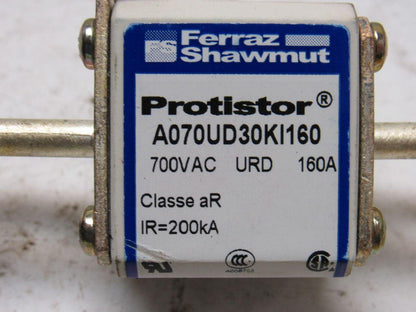 Ferraz
Shawmut
Protistor®
A070UD30KI160
700VAC URD 160A
Classe aR
IR=200kA